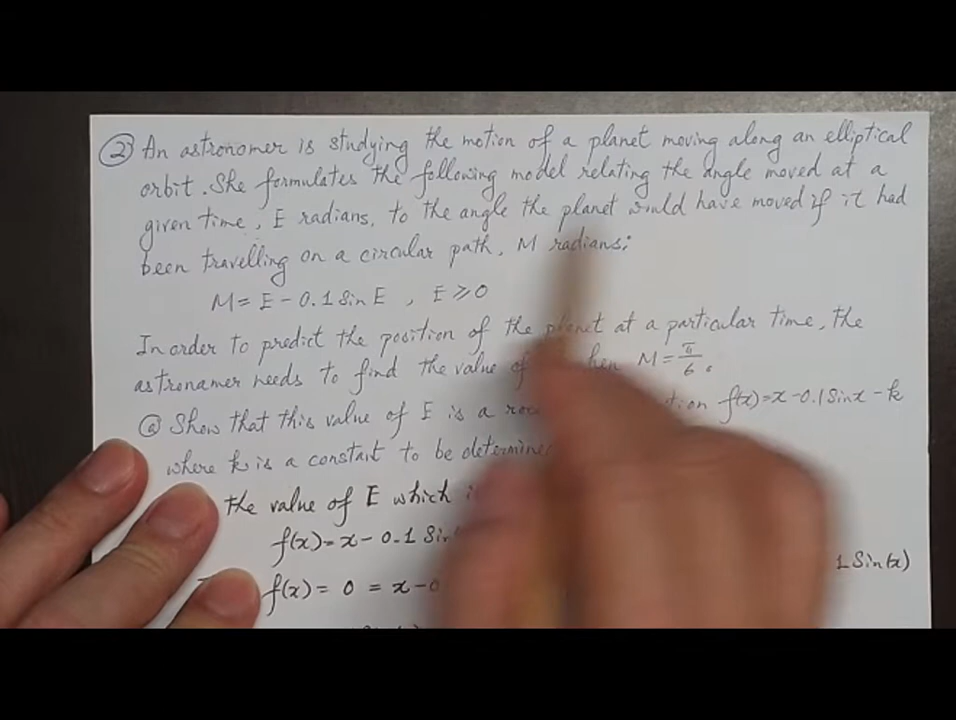 ② An astronomer is studying the motion of a planet moving along an elliptical
orbit. She formulates the following model relating the angle moved at a
given time, E radians, to the angle the planet would have moved if it had
been travelling on a circular path, M radians:
M = E - 0.1 Sin E , E ≥ 0
In order to predict the position of the planet at a particular time, the
astronamer needs to find the value of M = π/6.
ⓐ Show that this value of E is a f(x) = x - 0.1 Sin x - k
where k is a constant to be determine
the value of E which
f(x) = x - 0.1 Sin
1 Sin(x)
f(x) = 0 = x - 0